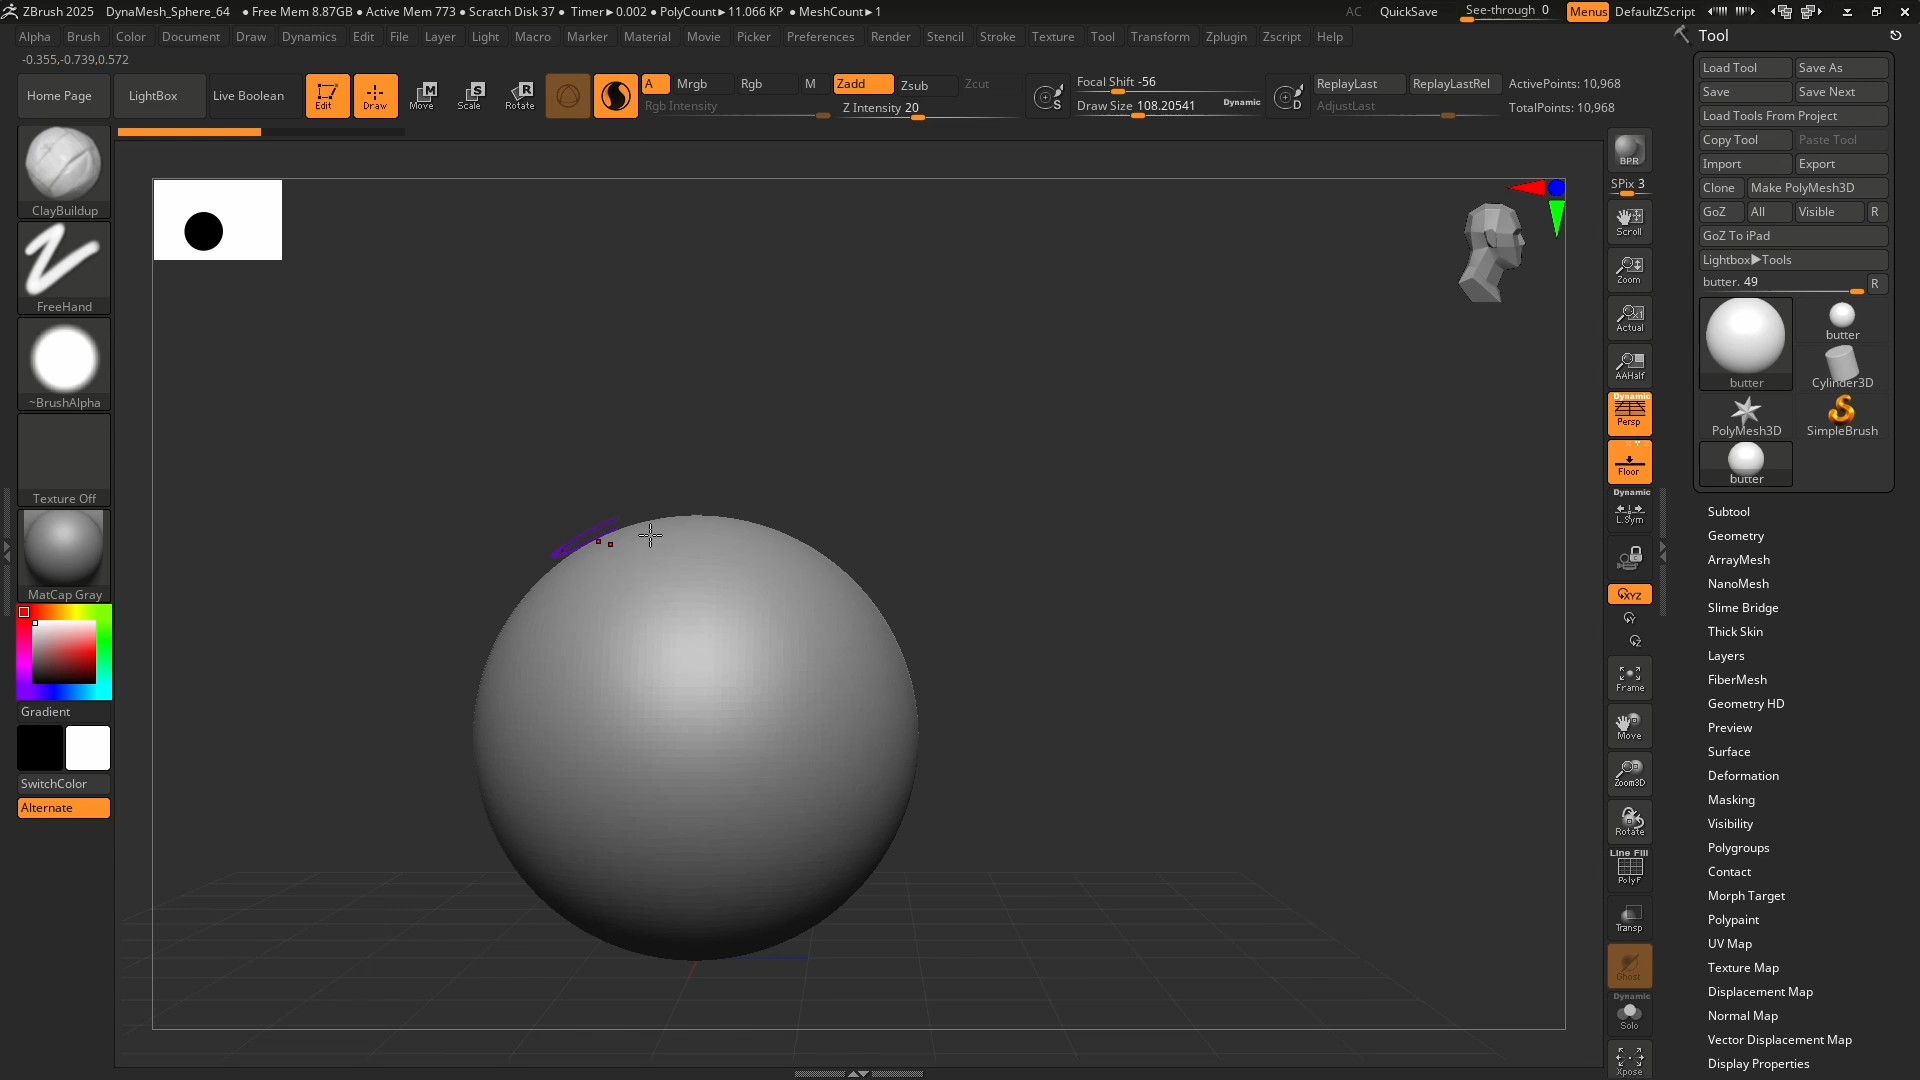 ZBrush 2025 DynaMesh_Sphere_64 ● Free Mem 8.87GB ● Active Mem 773 ● Scratch Disk 37 ● Timer►0.002 ● PolyCount►11.066 KP ● MeshCount►1 AC QuickSave See-through 0 Menus DefaultZScript
Alpha Brush Color Document Draw Dynamics Edit File Layer Light Macro Marker Material Movie Picker Preferences Render Stencil Stroke Texture Tool Transform Zplugin Zscript Help
-0.355,-0.739,0.572
Home Page LightBox Live Boolean Edit Draw Move Scale Rotate
M S R
A Mrgb Rgb M Zadd Zsub Zcut
Rgb Intensity Z Intensity 20
S Focal Shift -56
Draw Size 108.20541 Dynamic
D ReplayLast ReplayLastRel
AdjustLast
ActivePoints: 10,968
TotalPoints: 10,968
ClayBuildup
FreeHand
~BrushAlpha
Texture Off
MatCap Gray
Gradient
SwitchColor
Alternate
BPR
SPix 3
Scroll
Zoom
Actual
AAHalf
Dynamic
Persp
Floor
Dynamic
L.Sym
XYZ
Y
Z
Frame
Move
Zoom3D
Rotate
Line Fill
PolyF
Transp
Ghost
Dynamic
Solo
Xpose
Tool
Load Tool Save As
Save Save Next
Load Tools From Project
Copy Tool Paste Tool
Import Export
Clone Make PolyMesh3D
GoZ All Visible R
GoZ To iPad
Lightbox►Tools
butter. 49 R
butter
butter
Cylinder3D
PolyMesh3D
SimpleBrush
butter
Subtool
Geometry
ArrayMesh
NanoMesh
Slime Bridge
Thick Skin
Layers
FiberMesh
Geometry HD
Preview
Surface
Deformation
Masking
Visibility
Polygroups
Contact
Morph Target
Polypaint
UV Map
Texture Map
Displacement Map
Normal Map
Vector Displacement Map
Display Properties